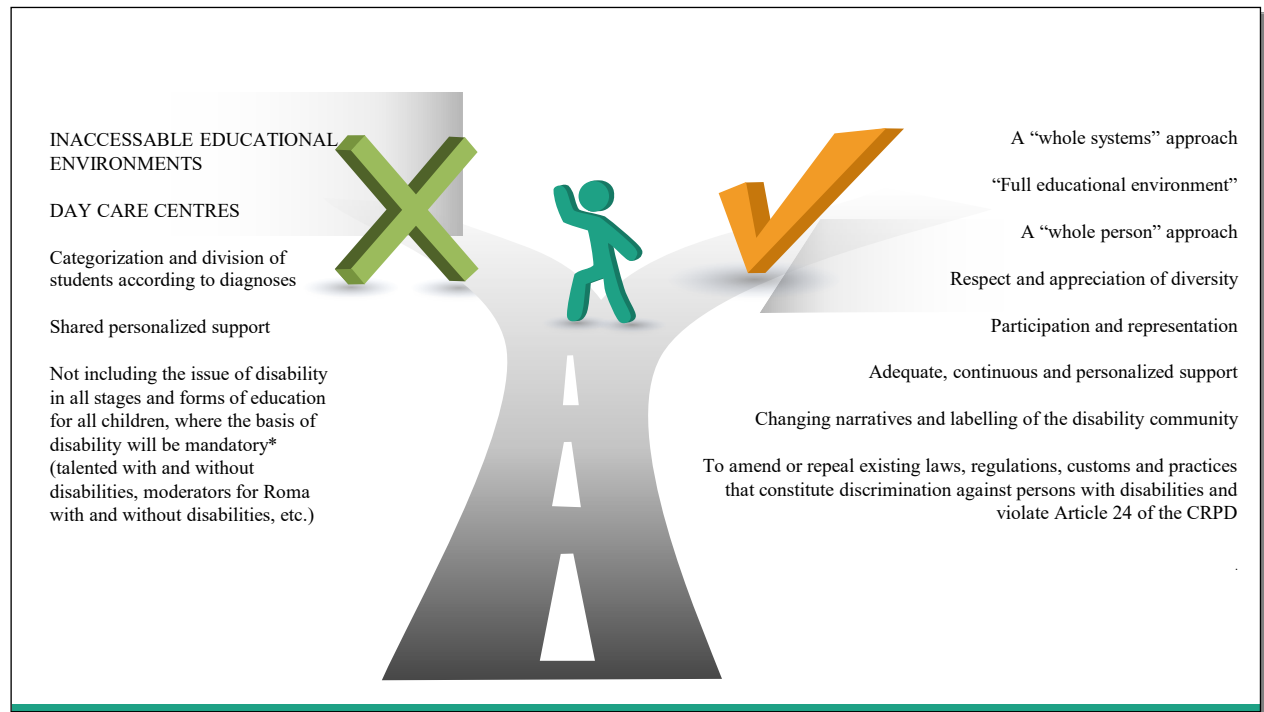 INACCESSABLE EDUCATIONAL
ENVIRONMENTS
DAY CARE CENTRES
Categorization and division of
students according to diagnoses
Shared personalized support
Not including the issue of disability
in all stages and forms of education
for all children, where the basis of
disability will be mandatory*
(talented with and without
disabilities, moderators for Roma
with and without disabilities, etc.)
A “whole systems” approach
“Full educational environment”
A “whole person” approach
Respect and appreciation of diversity
Participation and representation
Adequate, continuous and personalized support
Changing narratives and labelling of the disability community
To amend or repeal existing laws, regulations, customs and practices
that constitute discrimination against persons with disabilities and
violate Article 24 of the CRPD
.